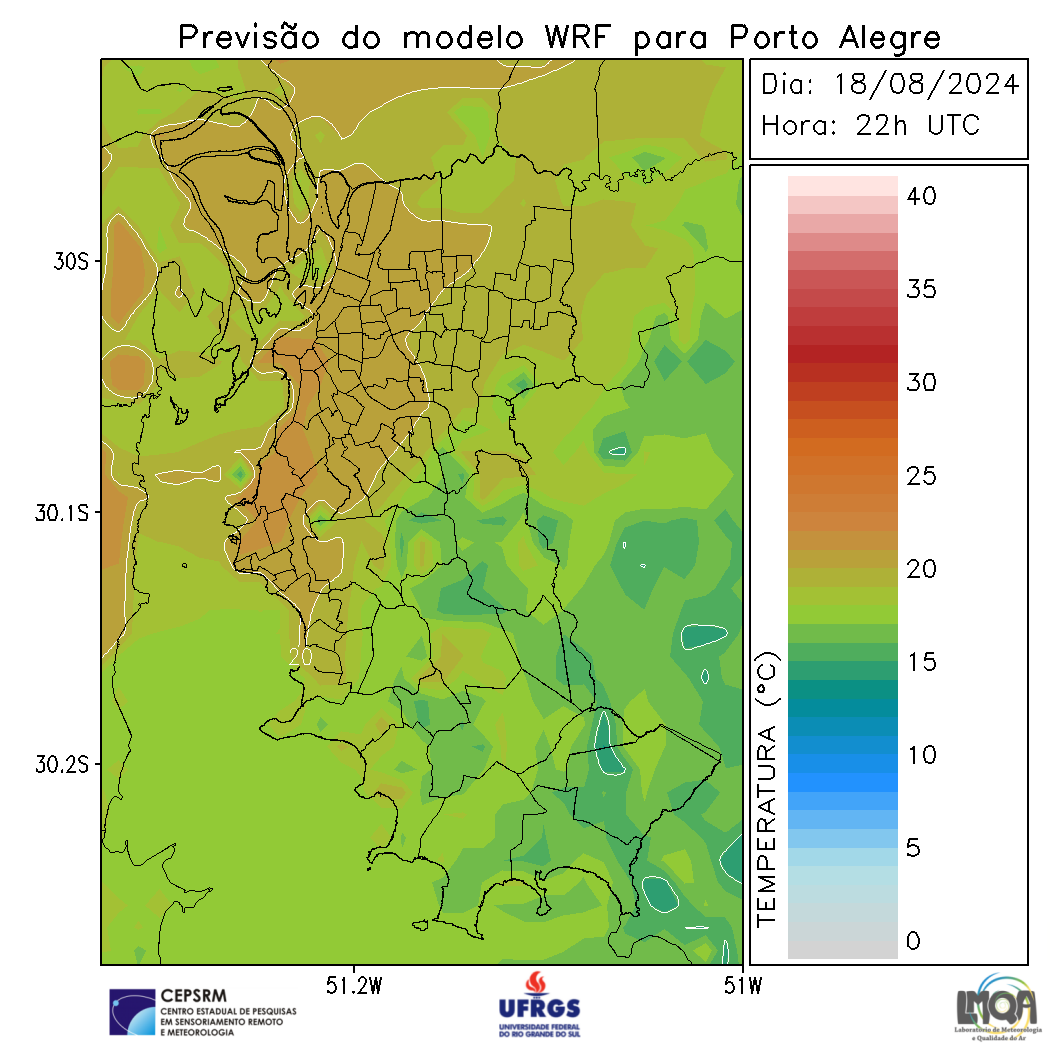 Previsão do modelo WRF para Porto Alegre
Dia: 18/08/2024
Hora: 22h UTC
30S
30.1S
30.2S
51.2W
51W
20
TEMPERATURA (°C)
40
35
30
25
20
15
10
5
0
CEPSRM
CENTRO ESTADUAL DE PESQUISAS
EM SENSORIAMENTO REMOTO
E METEOROLOGIA
UFRGS
UNIVERSIDADE FEDERAL
DO RIO GRANDE DO SUL
LMQA
Laboratório de Meteorologia
e Qualidade do Ar